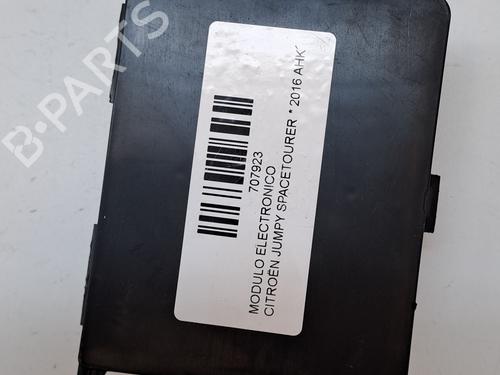 B-PARTS
707923
MODULO ELECTRONICO
CITROËN JUMPY SPACETOURER * 2016 AHK